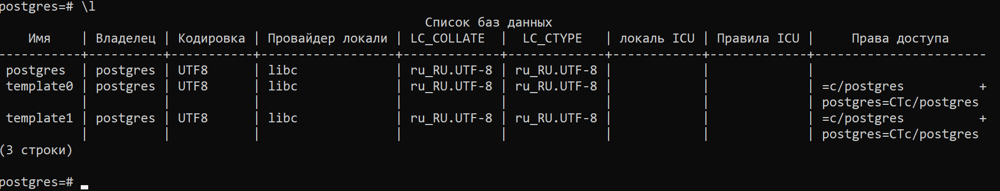 postgres=# \l
                                                         Список баз данных
    Имя    | Владелец | Кодировка | Провайдер локали | LC_COLLATE  |  LC_CTYPE   | локаль ICU | Правила ICU |     Права доступа
-----------+----------+-----------+------------------+-------------+-------------+------------+-------------+-----------------------
 postgres  | postgres | UTF8      | libc             | ru_RU.UTF-8 | ru_RU.UTF-8 |            |             |
 template0 | postgres | UTF8      | libc             | ru_RU.UTF-8 | ru_RU.UTF-8 |            |             | =c/postgres          +
           |          |           |                  |             |             |            |             | postgres=CTc/postgres
 template1 | postgres | UTF8      | libc             | ru_RU.UTF-8 | ru_RU.UTF-8 |            |             | =c/postgres          +
           |          |           |                  |             |             |            |             | postgres=CTc/postgres
(3 строки)
postgres=#